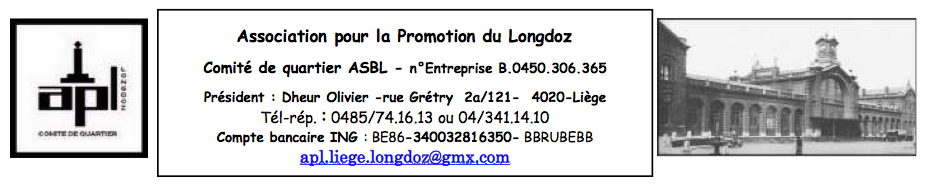 apl
LONGDOZ
COMITE DE QUARTIER
Association pour la Promotion du Longdoz
Comité de quartier ASBL - n°Entreprise B.0450.306.365
Président : Dheur Olivier -rue Grétry 2a/121- 4020-Liège
Tél-rép. : 0485/74.16.13 ou 04/341.14.10
Compte bancaire ING : BE86-340032816350- BBRUBEBB
apl.liege.longdoz@gmx.com